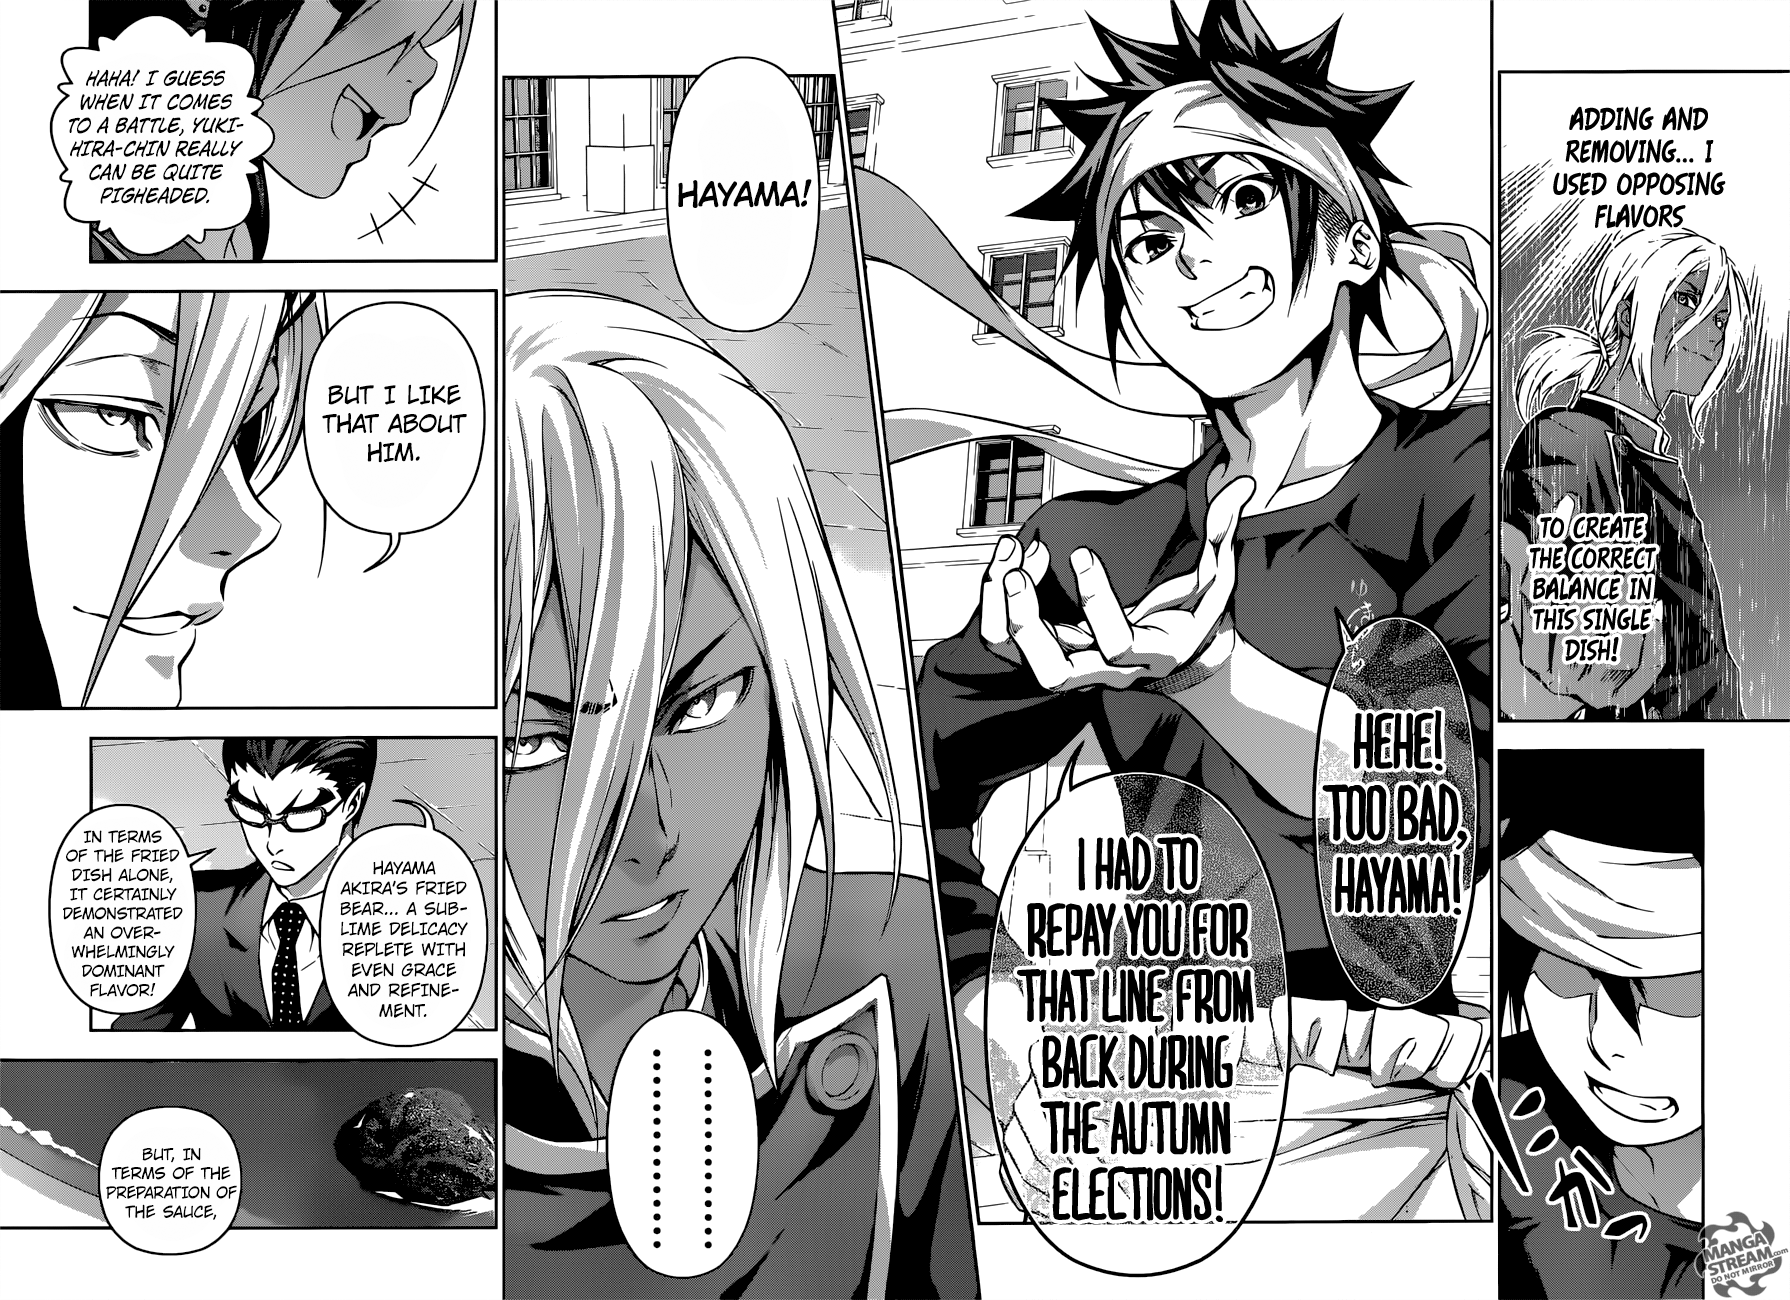 ADDING AND
REMOVING... I
USED OPPOSING
FLAVORS
TO CREATE
THE CORRECT
BALANCE IN
THIS SINGLE
DISH!
ニカッ
HEHE!
TOO BAD,
HAYAMA!
I HAD TO
REPAY YOU FOR
THAT LINE FROM
BACK DURING
THE AUTUMN
ELECTIONS!
HAYAMA!
HAHA! I GUESS
WHEN IT COMES
TO A BATTLE, YUKI-
HIRA-CHIN REALLY
CAN BE QUITE
PIGHEADED.
BUT I LIKE
THAT ABOUT
HIM.
HAYAMA
AKIRA'S FRIED
BEAR... A SUB-
LIME DELICACY
REPLETE WITH
EVEN GRACE
AND REFINE-
MENT.
IN TERMS
OF THE FRIED
DISH ALONE,
IT CERTAINLY
DEMONSTRATED
AN OVER-
WHELMINGLY
DOMINANT
FLAVOR!
BUT, IN
TERMS OF THE
PREPARATION OF
THE SAUCE,
MANGA
STREAM.com
DO NOT MIRROR